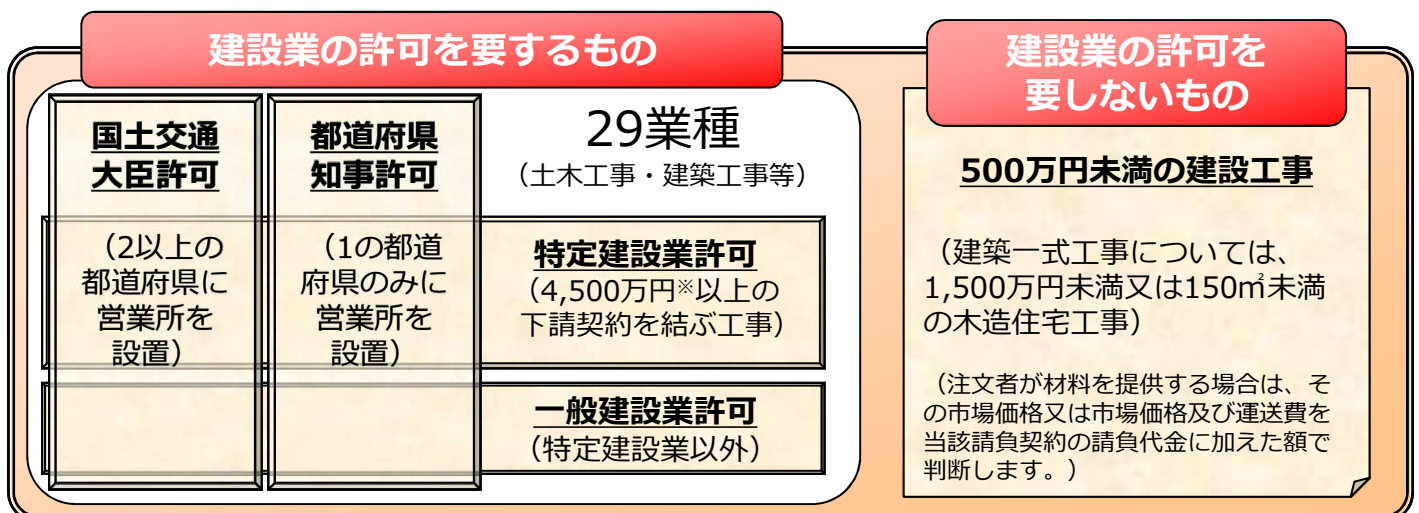 建設業の許可を要するもの
国土交通
大臣許可
(2以上の
都道府県に
営業所を
設置)
都道府県
知事許可
(1の都道
府県のみに
営業所を
設置)
29業種
(土木工事・建築工事等)
特定建設業許可
(4,500万円※以上の
下請契約を結ぶ工事)
一般建設業許可
(特定建設業以外)
建設業の許可を
要しないもの
500万円未満の建設工事
(建築一式工事については、
1,500万円未満又は150㎡未満
の木造住宅工事)
(注文者が材料を提供する場合は、そ
の市場価格又は市場価格及び運送費を
当該請負契約の請負代金に加えた額で
判断します。)